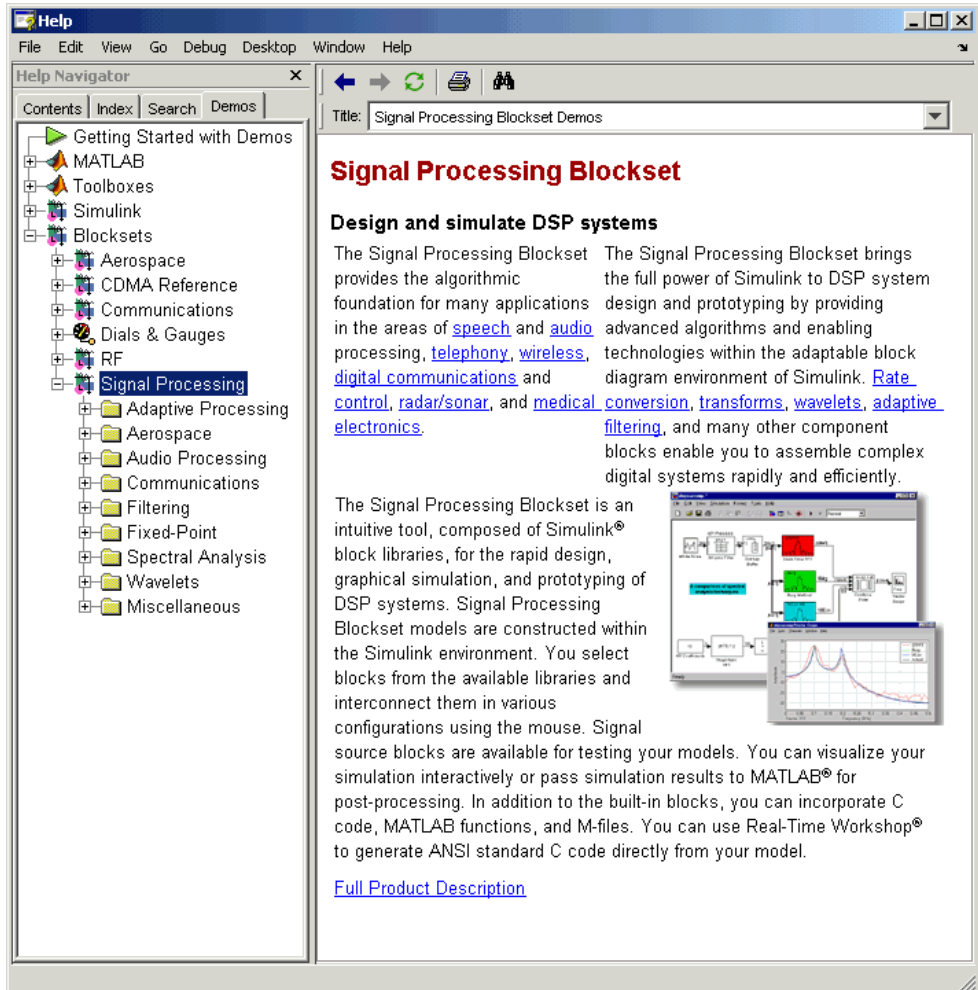 Help
File Edit View Go Debug Desktop Window Help
Help Navigator
Contents Index Search Demos
Title: Signal Processing Blockset Demos
Getting Started with Demos
MATLAB
Toolboxes
Simulink
Blocksets
Aerospace
CDMA Reference
Communications
Dials & Gauges
RF
Signal Processing
Adaptive Processing
Aerospace
Audio Processing
Communications
Filtering
Fixed-Point
Spectral Analysis
Wavelets
Miscellaneous
Signal Processing Blockset
Design and simulate DSP systems
The Signal Processing Blockset
provides the algorithmic
foundation for many applications
in the areas of speech and audio
processing, telephony, wireless,
digital communications and
control, radar/sonar, and medical
electronics.
The Signal Processing Blockset brings
the full power of Simulink to DSP system
design and prototyping by providing
advanced algorithms and enabling
technologies within the adaptable block
diagram environment of Simulink. Rate
conversion, transforms, wavelets, adaptive
filtering, and many other component
blocks enable you to assemble complex
digital systems rapidly and efficiently.
The Signal Processing Blockset is an
intuitive tool, composed of Simulink®
block libraries, for the rapid design,
graphical simulation, and prototyping of
DSP systems. Signal Processing
Blockset models are constructed within
the Simulink environment. You select
blocks from the available libraries and
interconnect them in various
configurations using the mouse. Signal
source blocks are available for testing your models. You can visualize your
simulation interactively or pass simulation results to MATLAB® for
post-processing. In addition to the built-in blocks, you can incorporate C
code, MATLAB functions, and M-files. You can use Real-Time Workshop®
to generate ANSI standard C code directly from your model.
Full Product Description